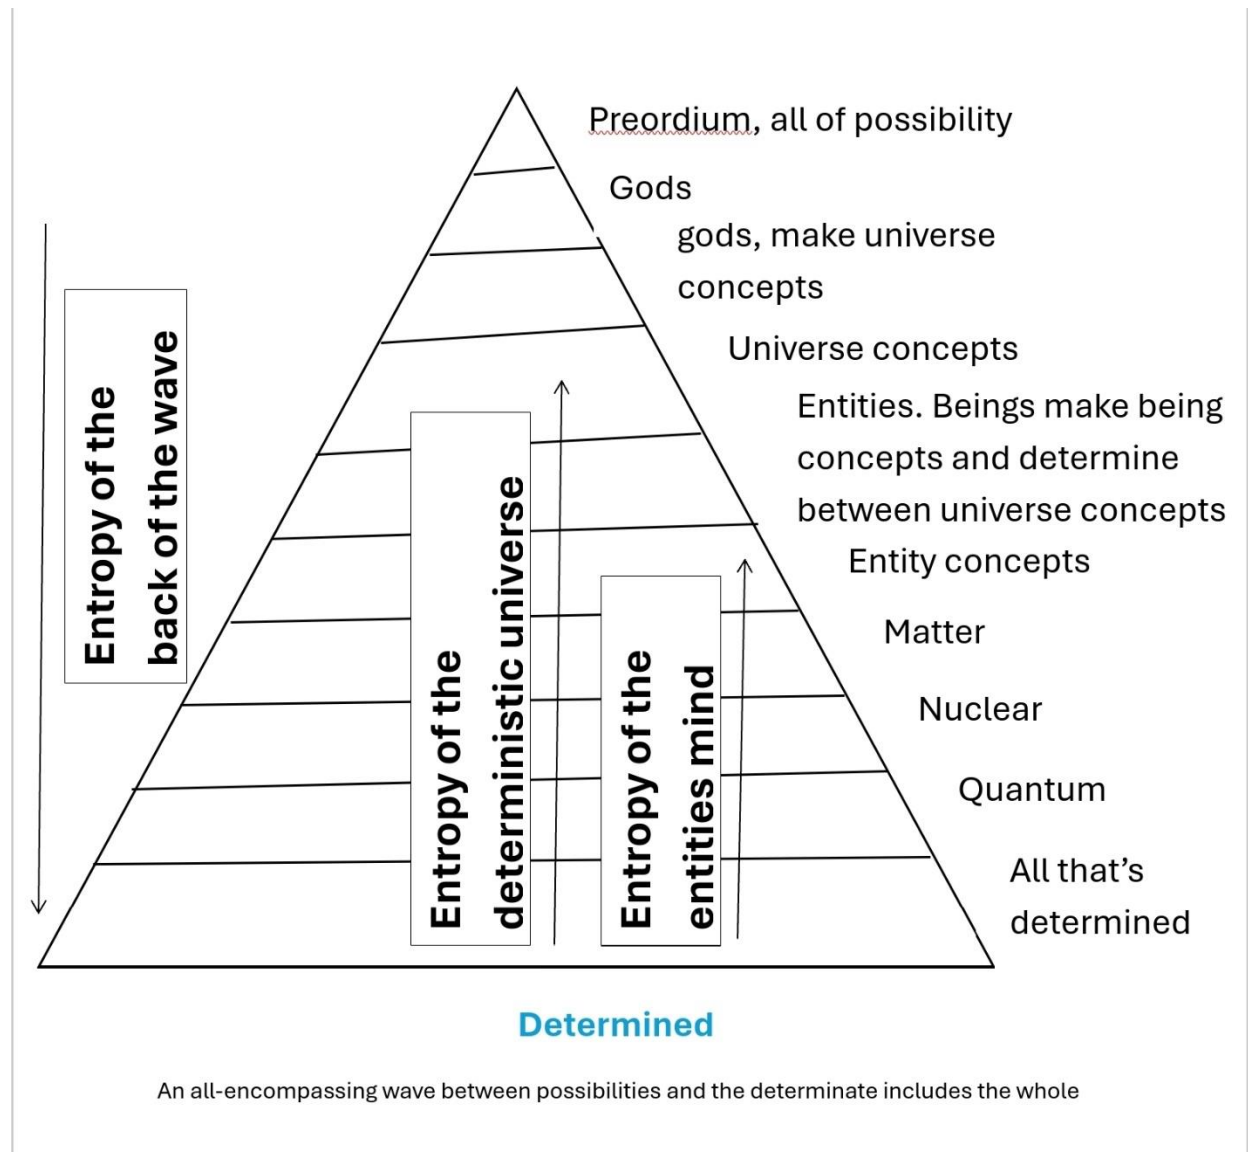 Preordium, all of possibility
Gods
gods, make universe
concepts
Universe concepts
Entities. Beings make being
concepts and determine
between universe concepts
Entity concepts
Matter
Nuclear
Quantum
All that’s
determined
Entropy of the
back of the wave
Entropy of the
deterministic universe
Entropy of the
entities mind
Determined
An all-encompassing wave between possibilities and the determinate includes the whole